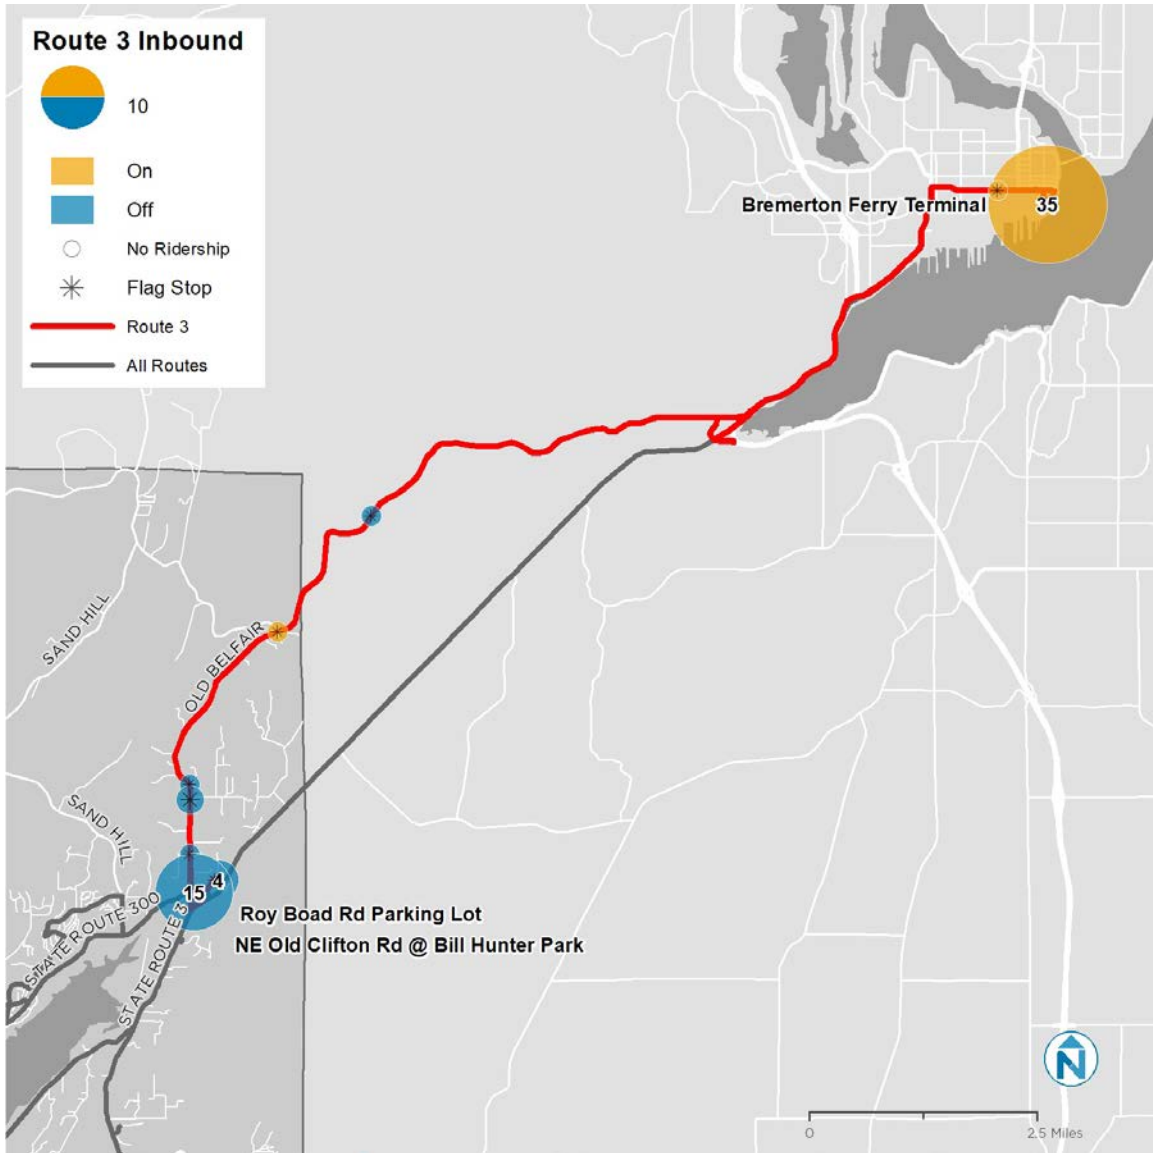 Route 3 Inbound
10
On
Off
No Ridership
Flag Stop
Route 3
All Routes
Bremerton Ferry Terminal
35
SAND HILL
OLD BELFAIR
SAND HILL
4
15
STATE ROUTE 300
STATE ROUTE 3
Roy Boad Rd Parking Lot
NE Old Clifton Rd @ Bill Hunter Park
N
0
2.5 Miles